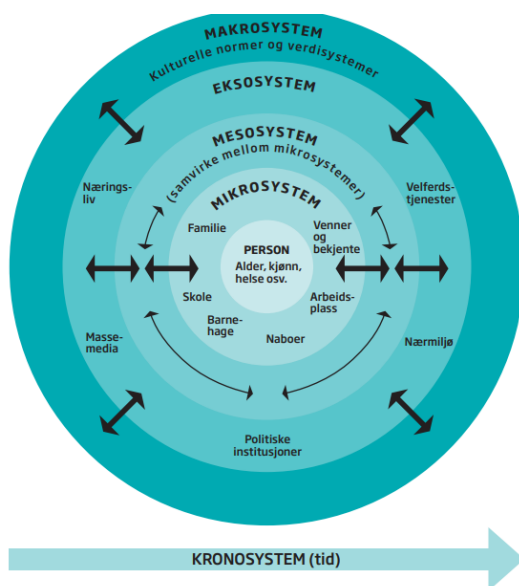 MAKROSYSTEM
Kulturelle normer og verdisystemer
EKSOSYSTEM
MESOSYSTEM
(samvirke mellom mikrosystemer)
MIKROSYSTEM
Nærings-
liv
Velferds-
tjenester
Familie
Venner
og
bekjente
PERSON
Alder, kjønn,
helse osv.
Skole
Arbeids-
plass
Barne-
hage
Naboer
Masse-
media
Nærmiljø
Politiske
institusjoner
KRONOSYSTEM (tid)